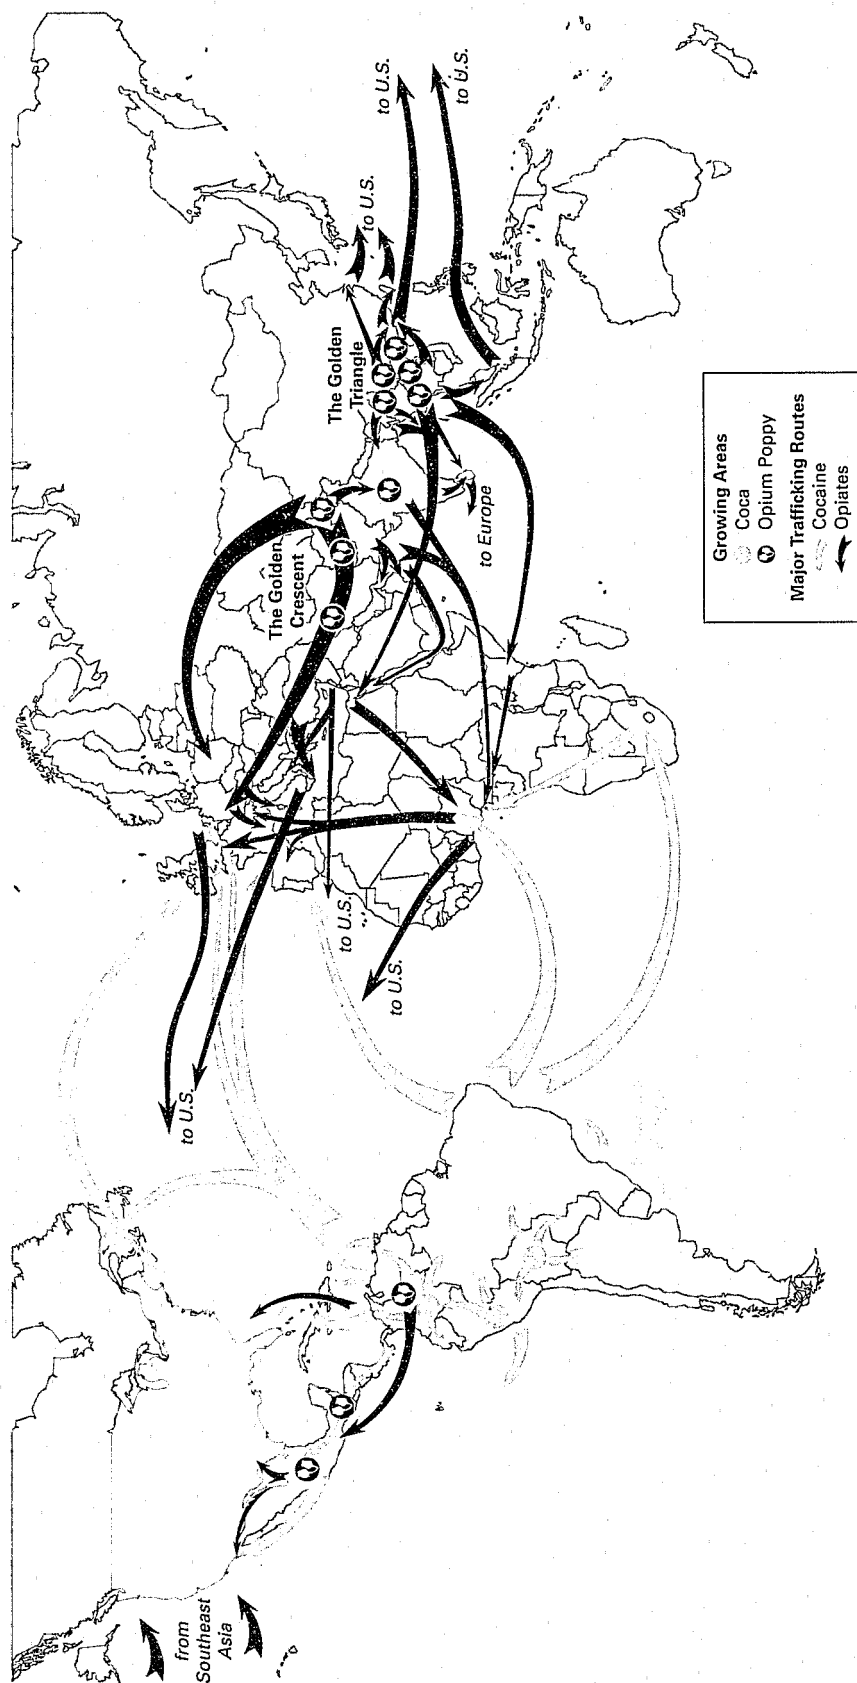 to U.S.
to U.S.
to U.S.
The Golden
Triangle
The Golden
Crescent
to Europe
to U.S.
to U.S.
to U.S.
from
Southeast
Asia
Growing Areas
Coca
Opium Poppy
Major Trafficking Routes
Cocaine
Opiates